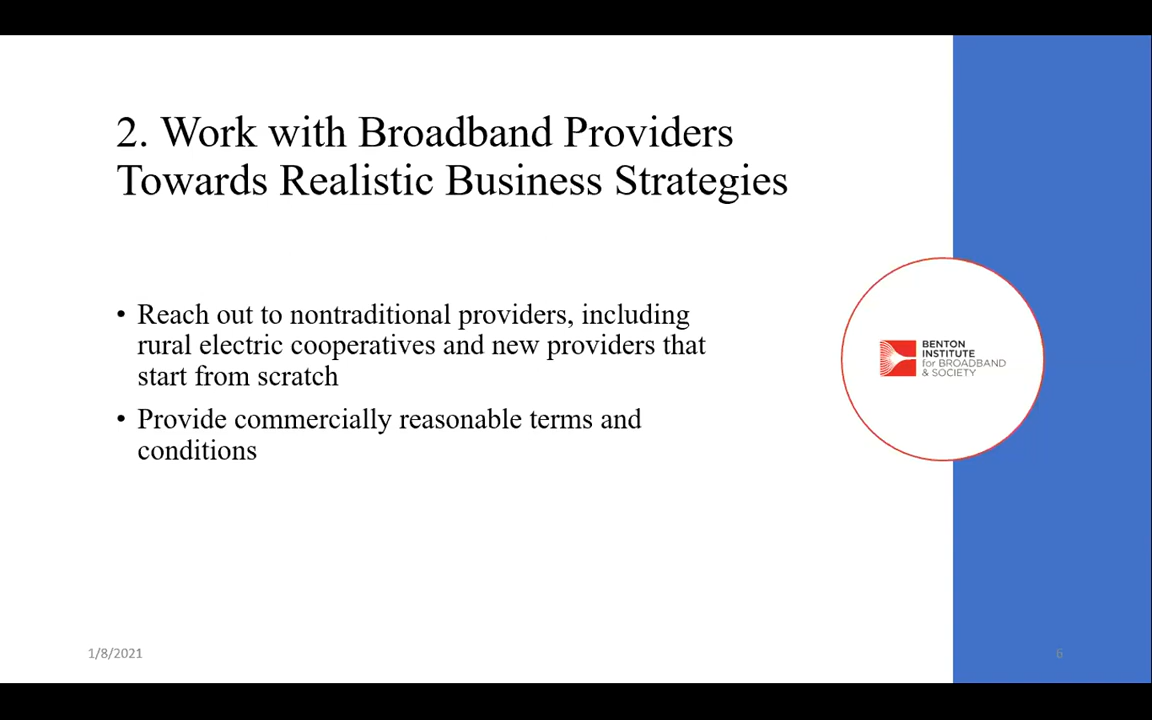 2. Work with Broadband Providers
Towards Realistic Business Strategies
• Reach out to nontraditional providers, including
rural electric cooperatives and new providers that
start from scratch
• Provide commercially reasonable terms and
conditions
BENTON
INSTITUTE
for BROADBAND
& SOCIETY
1/8/2021
6